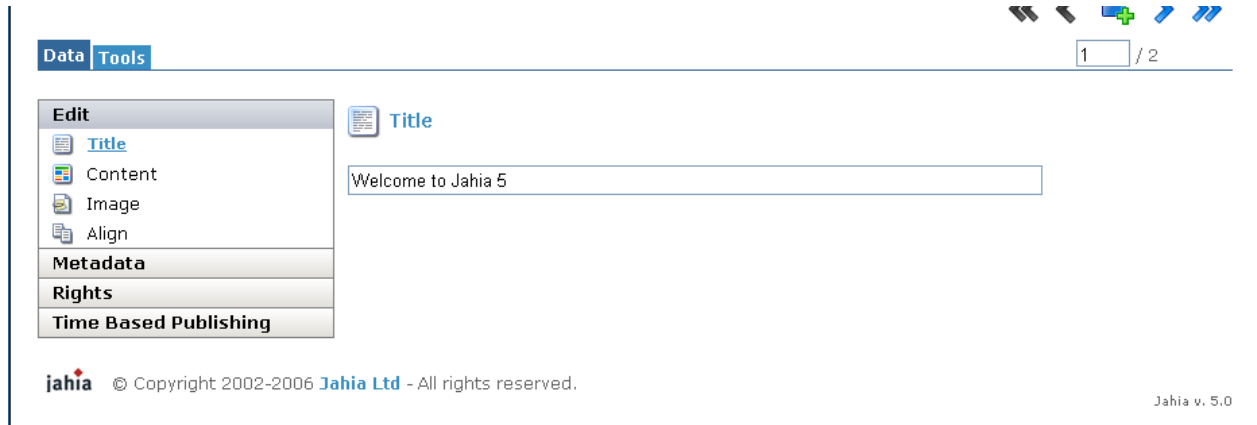 Data Tools
1 / 2
Edit
Title
Content
Image
Align
Metadata
Rights
Time Based Publishing
Title
Welcome to Jahia 5
jahia © Copyright 2002-2006 Jahia Ltd - All rights reserved.
Jahia v. 5.0